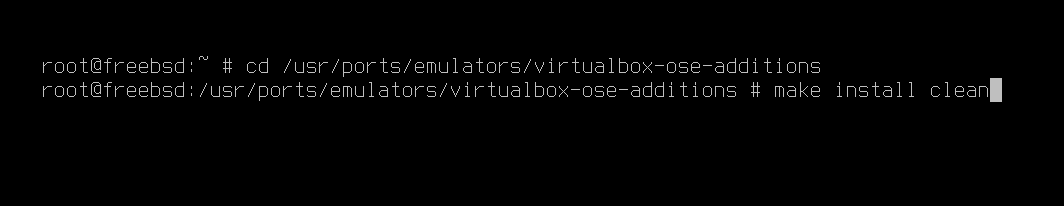 root@freebsd:~ # cd /usr/ports/emulators/virtualbox-ose-additions
root@freebsd:/usr/ports/emulators/virtualbox-ose-additions # make install clean